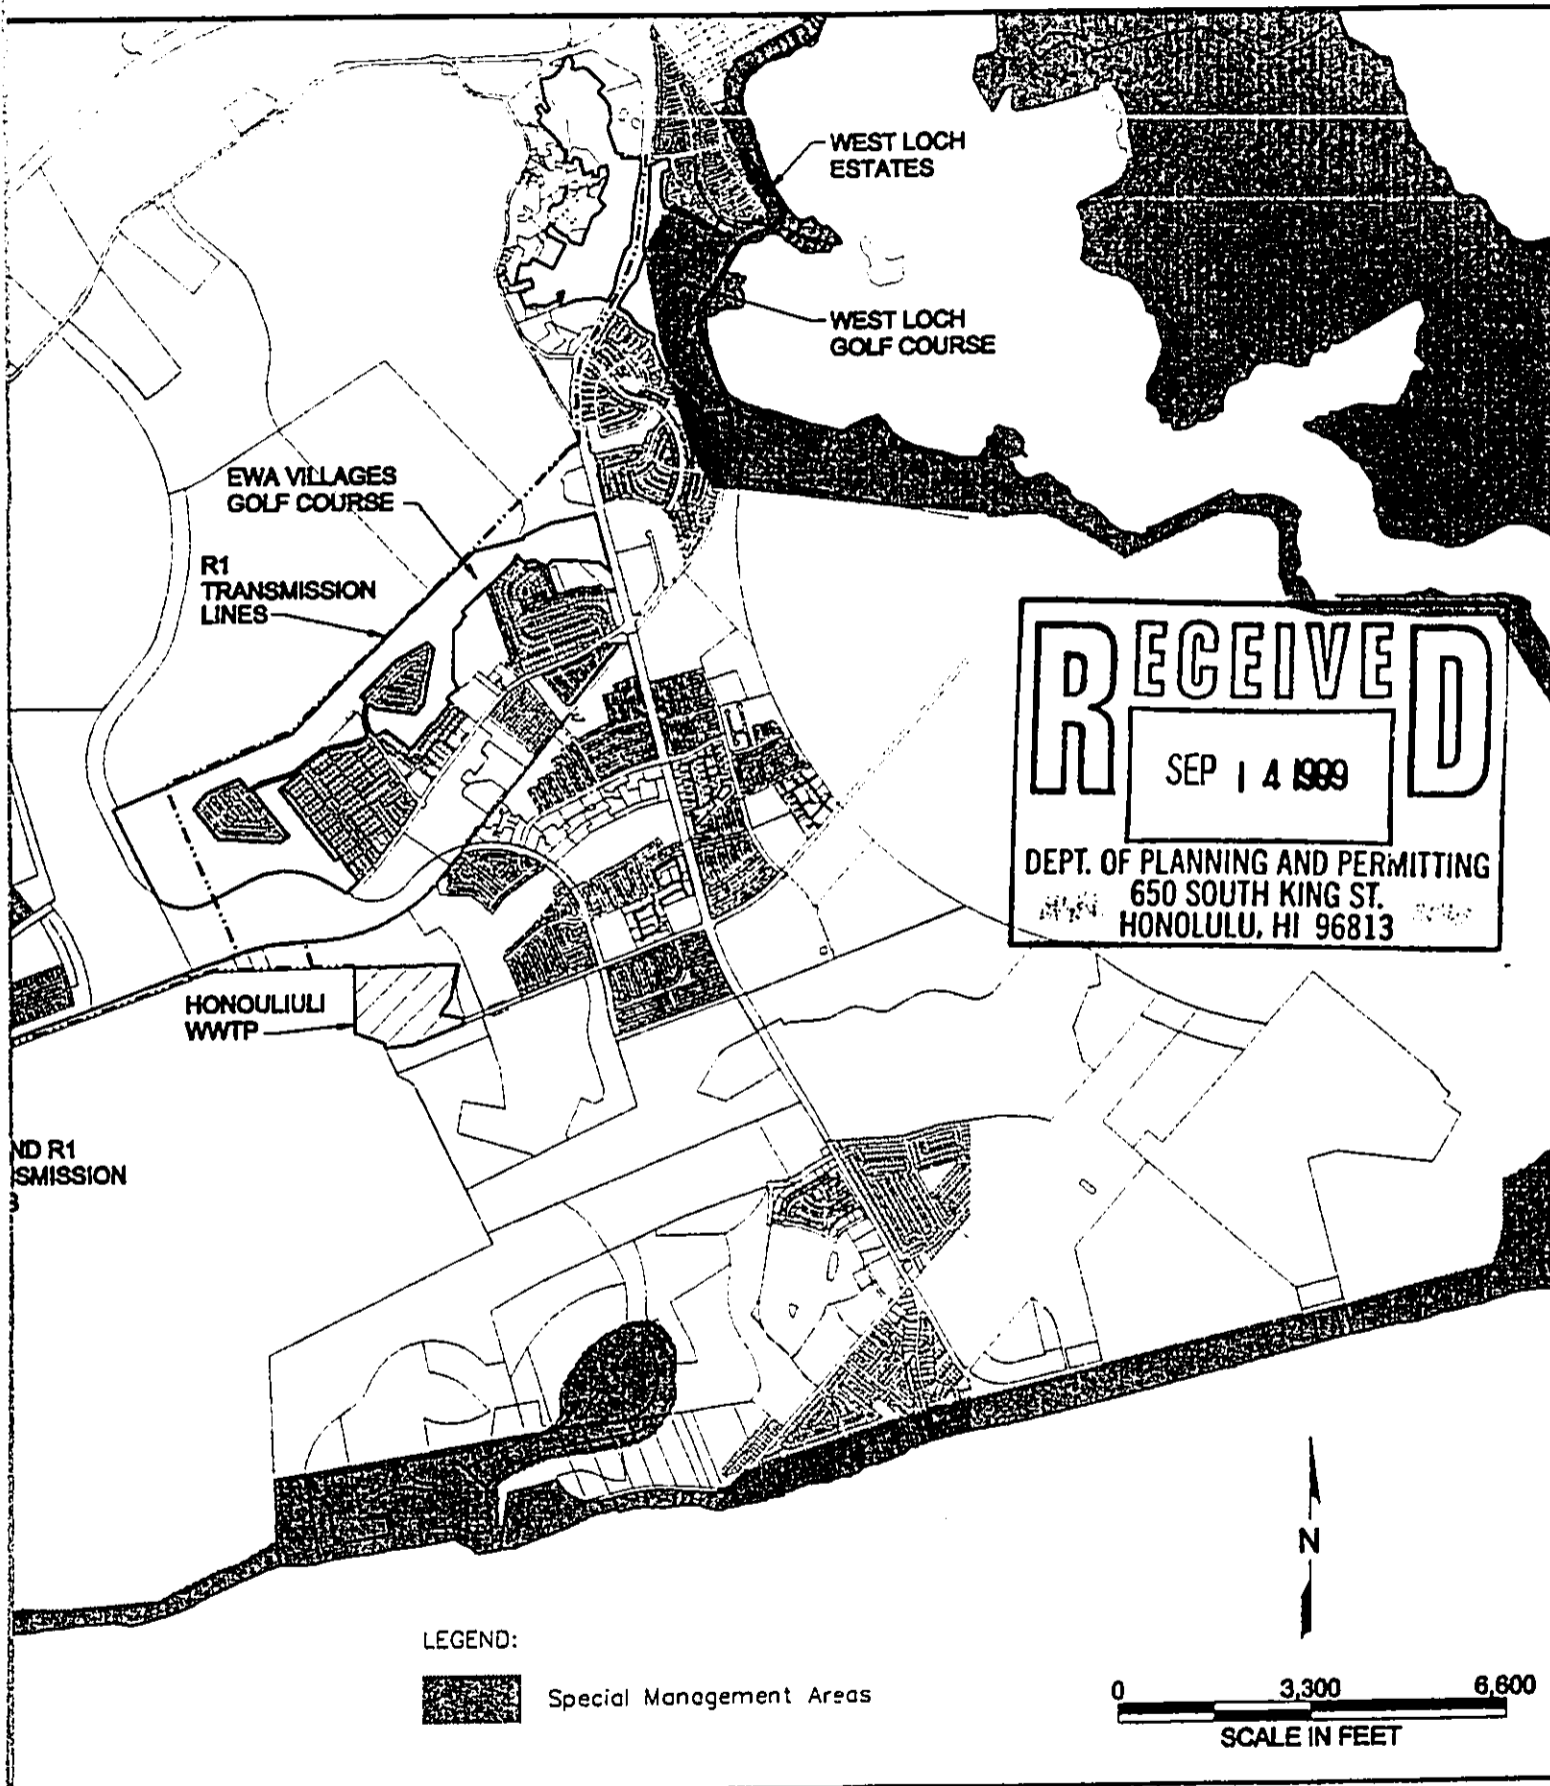 WEST LOCH
ESTATES
WEST LOCH
GOLF COURSE
EWA VILLAGES
GOLF COURSE
R1
TRANSMISSION
LINES
RECEIVED
SEP 14 1999
DEPT. OF PLANNING AND PERMITTING
650 SOUTH KING ST.
HONOLULU, HI 96813
HONOULIULI
WWTP
ND R1
SMISSION
S
N
LEGEND:
Special Management Areas
0 3,300 6,600
SCALE IN FEET